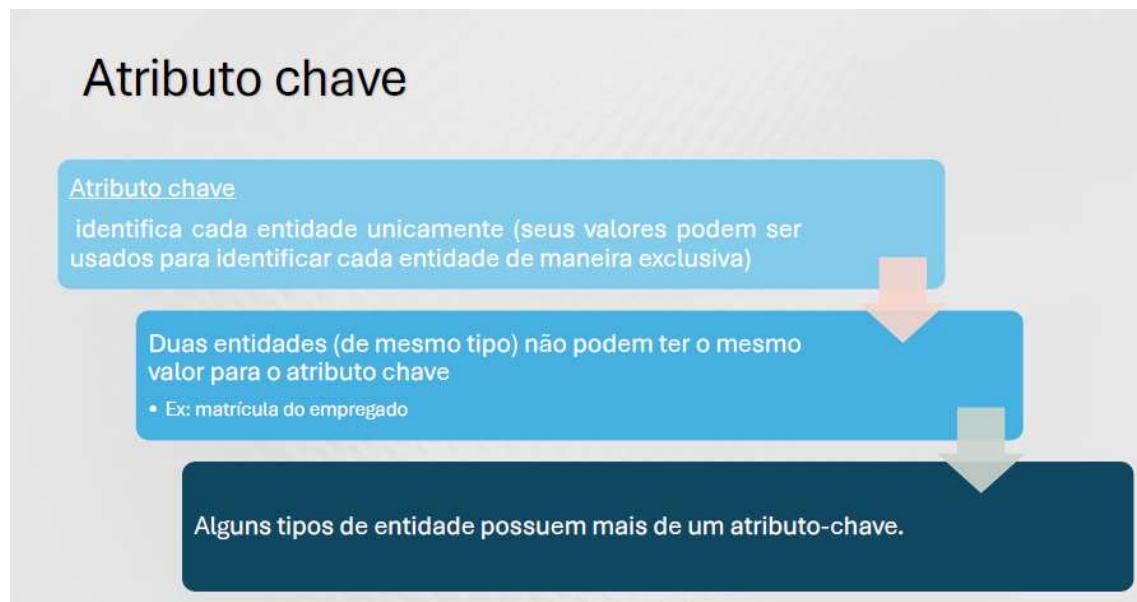 Atributo chave
Atributo chave
identifica cada entidade unicamente (seus valores podem ser
usados para identificar cada entidade de maneira exclusiva)
Duas entidades (de mesmo tipo) não podem ter o mesmo
valor para o atributo chave
• Ex: matrícula do empregado
Alguns tipos de entidade possuem mais de um atributo-chave.